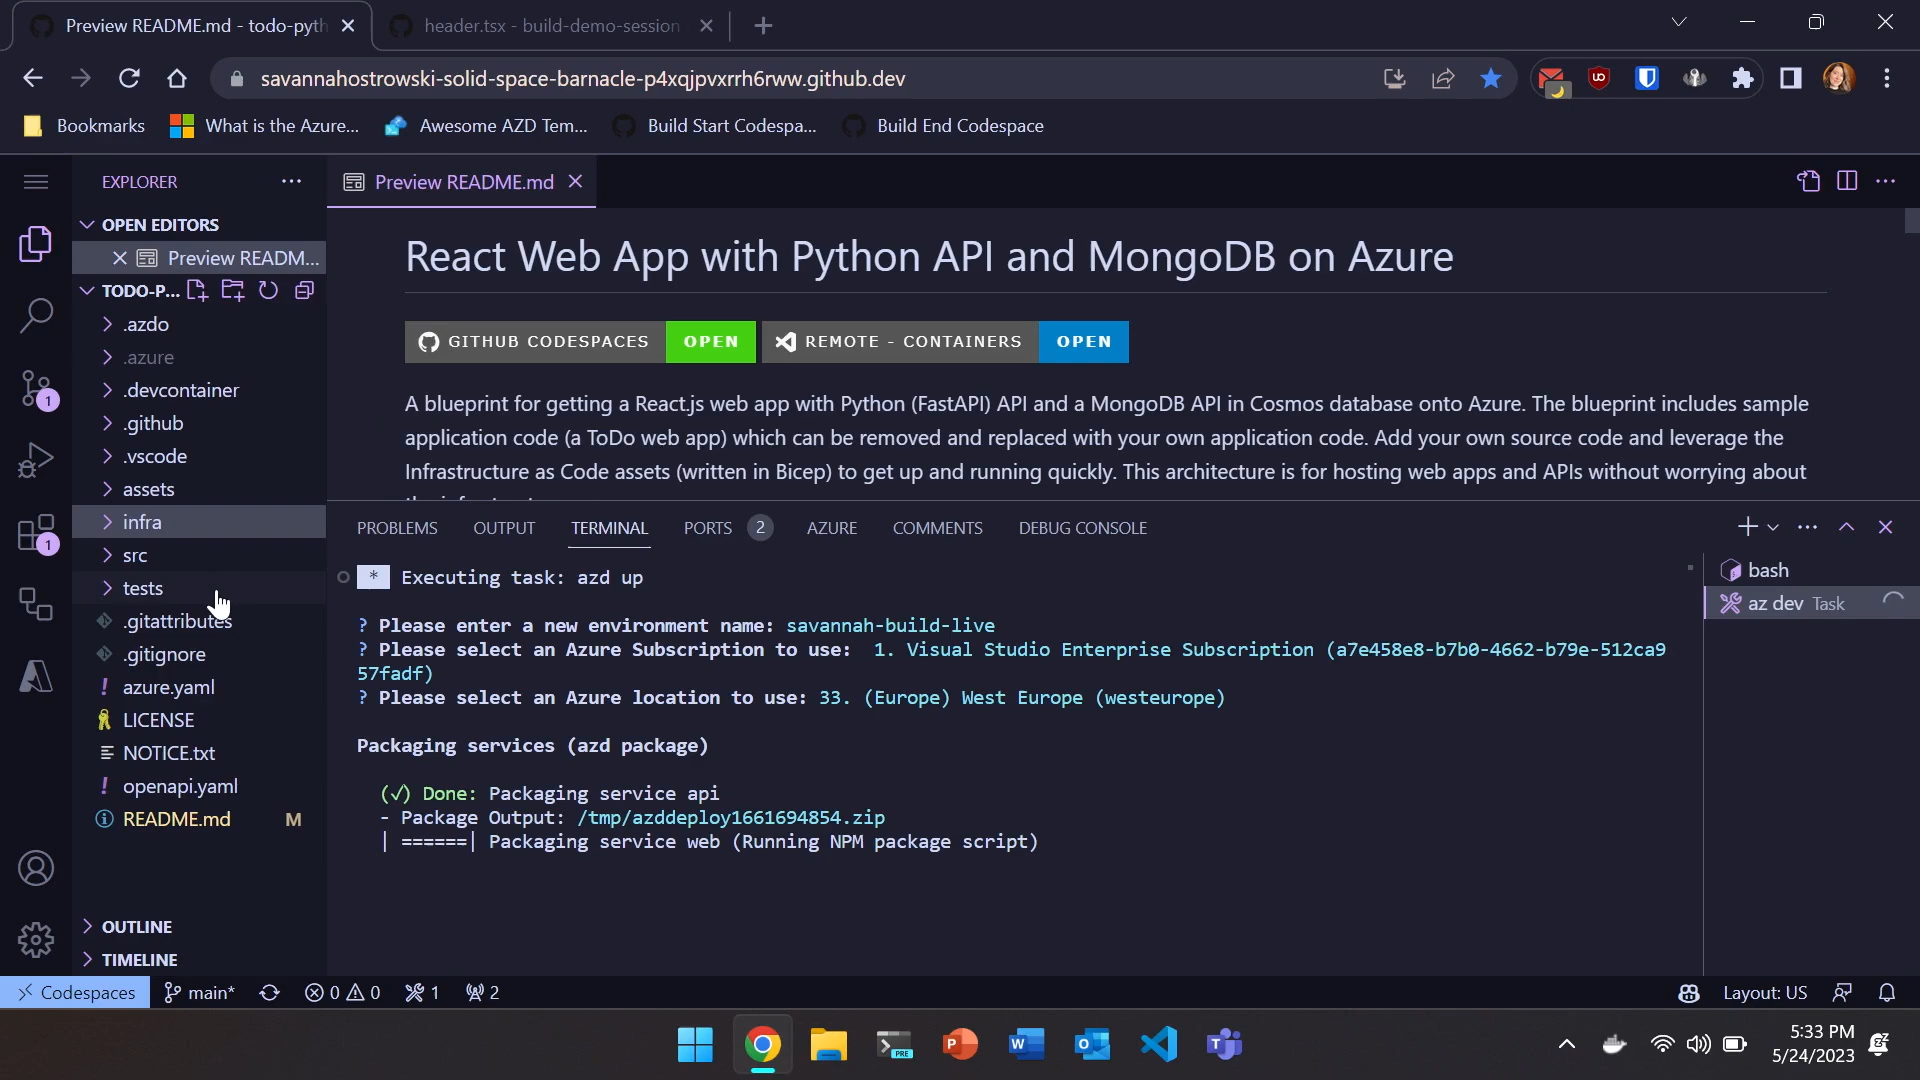 Preview README.md - todo-pyth
header.tsx - build-demo-session
savannahostrowski-solid-space-barnacle-p4xqjpvxrrh6rww.github.dev
Bookmarks
What is the Azure...
Awesome AZD Tem...
Build Start Codespa...
Build End Codespace
EXPLORER
Preview README.md
OPEN EDITORS
Preview READM...
TODO-P...
.azdo
.azure
.devcontainer
.github
.vscode
assets
infra
src
tests
.gitattributes
.gitignore
azure.yaml
LICENSE
NOTICE.txt
openapi.yaml
README.md M
OUTLINE
TIMELINE
1
1
React Web App with Python API and MongoDB on Azure
GITHUB CODESPACES OPEN
REMOTE - CONTAINERS OPEN
A blueprint for getting a React.js web app with Python (FastAPI) API and a MongoDB API in Cosmos database onto Azure. The blueprint includes sample
application code (a ToDo web app) which can be removed and replaced with your own application code. Add your own source code and leverage the
Infrastructure as Code assets (written in Bicep) to get up and running quickly. This architecture is for hosting web apps and APIs without worrying about
PROBLEMS
OUTPUT
TERMINAL
PORTS 2
AZURE
COMMENTS
DEBUG CONSOLE
* Executing task: azd up
? Please enter a new environment name: savannah-build-live
? Please select an Azure Subscription to use:  1. Visual Studio Enterprise Subscription (a7e458e8-b7b0-4662-b79e-512ca9
57fadf)
? Please select an Azure location to use: 33. (Europe) West Europe (westeurope)
Packaging services (azd package)
(✓) Done: Packaging service api
- Package Output: /tmp/azddeploy1661694854.zip
| ======| Packaging service web (Running NPM package script)
bash
az dev Task
Codespaces
main*
0
0
1
2
Layout: US
PRE
5:33 PM
5/24/2023